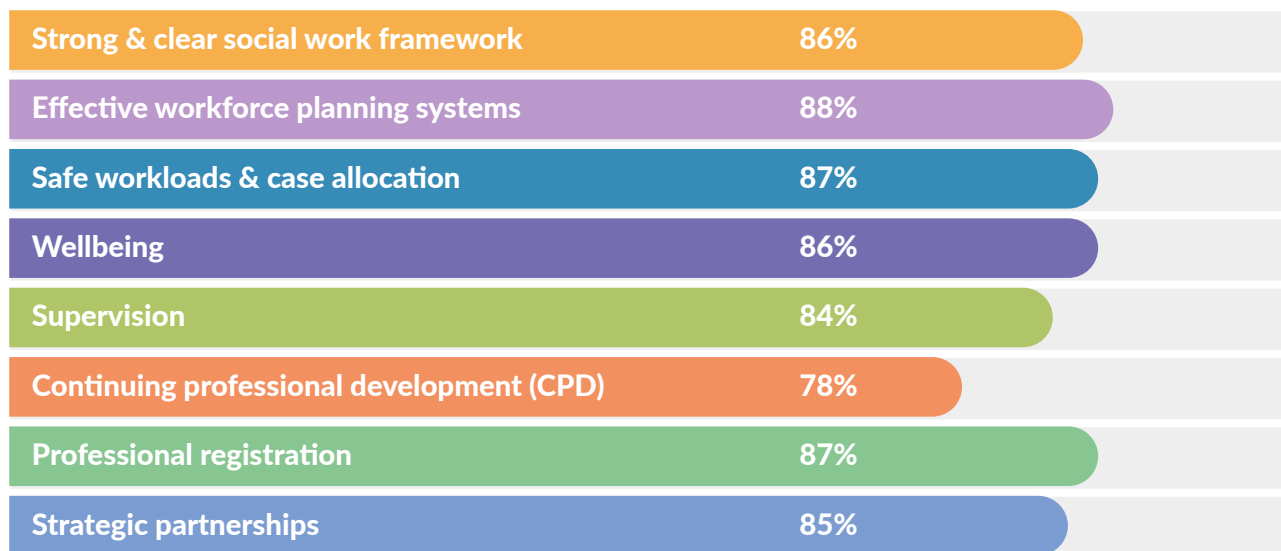 Strong & clear social work framework 86%
Effective workforce planning systems 88%
Safe workloads & case allocation 87%
Wellbeing 86%
Supervision 84%
Continuing professional development (CPD) 78%
Professional registration 87%
Strategic partnerships 85%